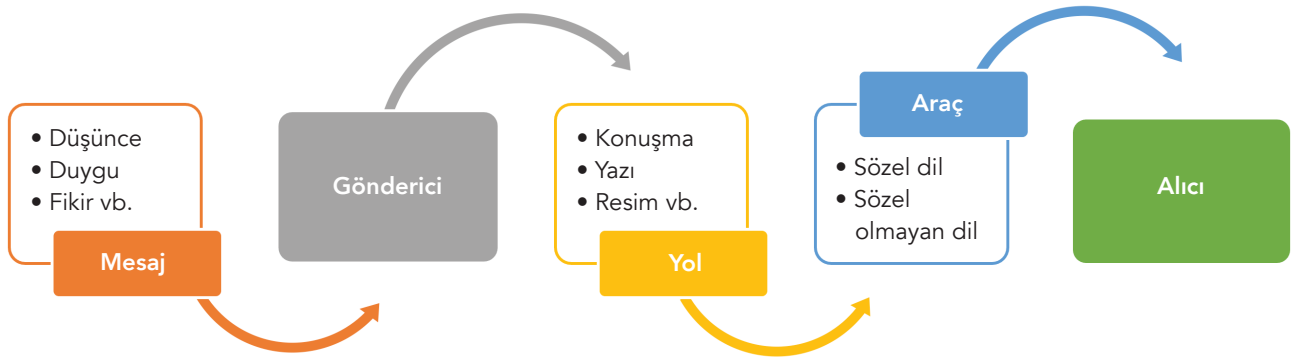 • Düşünce
• Duygu
• Fikir vb.
Mesaj
Gönderici
• Konuşma
• Yazı
• Resim vb.
Yol
Araç
• Sözel dil
• Sözel
olmayan dil
Alıcı